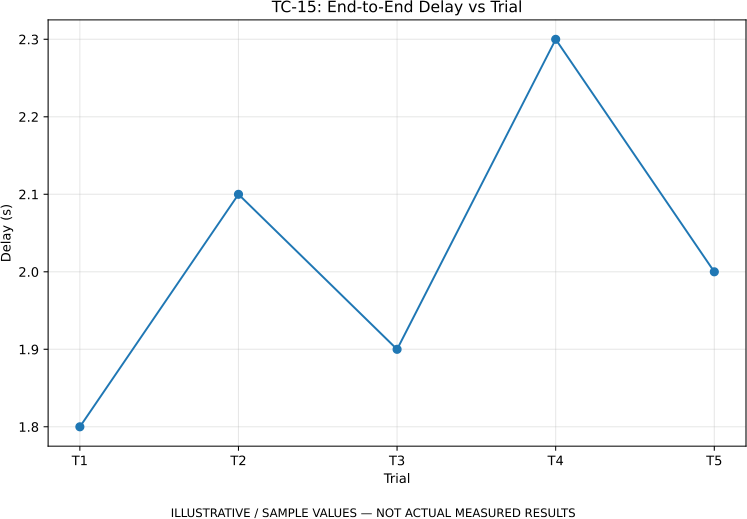 TC-15: End-to-End Delay vs Trial
2.3
2.2
2.1
2.0
1.9
1.8
Delay (s)
T1 T2 T3 T4 T5
Trial
ILLUSTRATIVE / SAMPLE VALUES — NOT ACTUAL MEASURED RESULTS